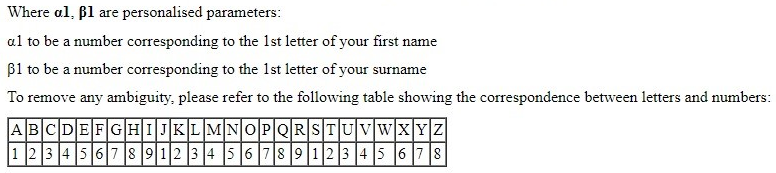 Where α1, β1 are personalised parameters:
α1 to be a number corresponding to the 1st letter of your first name
β1 to be a number corresponding to the 1st letter of your surname
To remove any ambiguity, please refer to the following table showing the correspondence between letters and numbers:
A B C D E F G H I J K L M N O P Q R S T U V W X Y Z
1 2 3 4 5 6 7 8 9 1 2 3 4 5 6 7 8 9 1 2 3 4 5 6 7 8